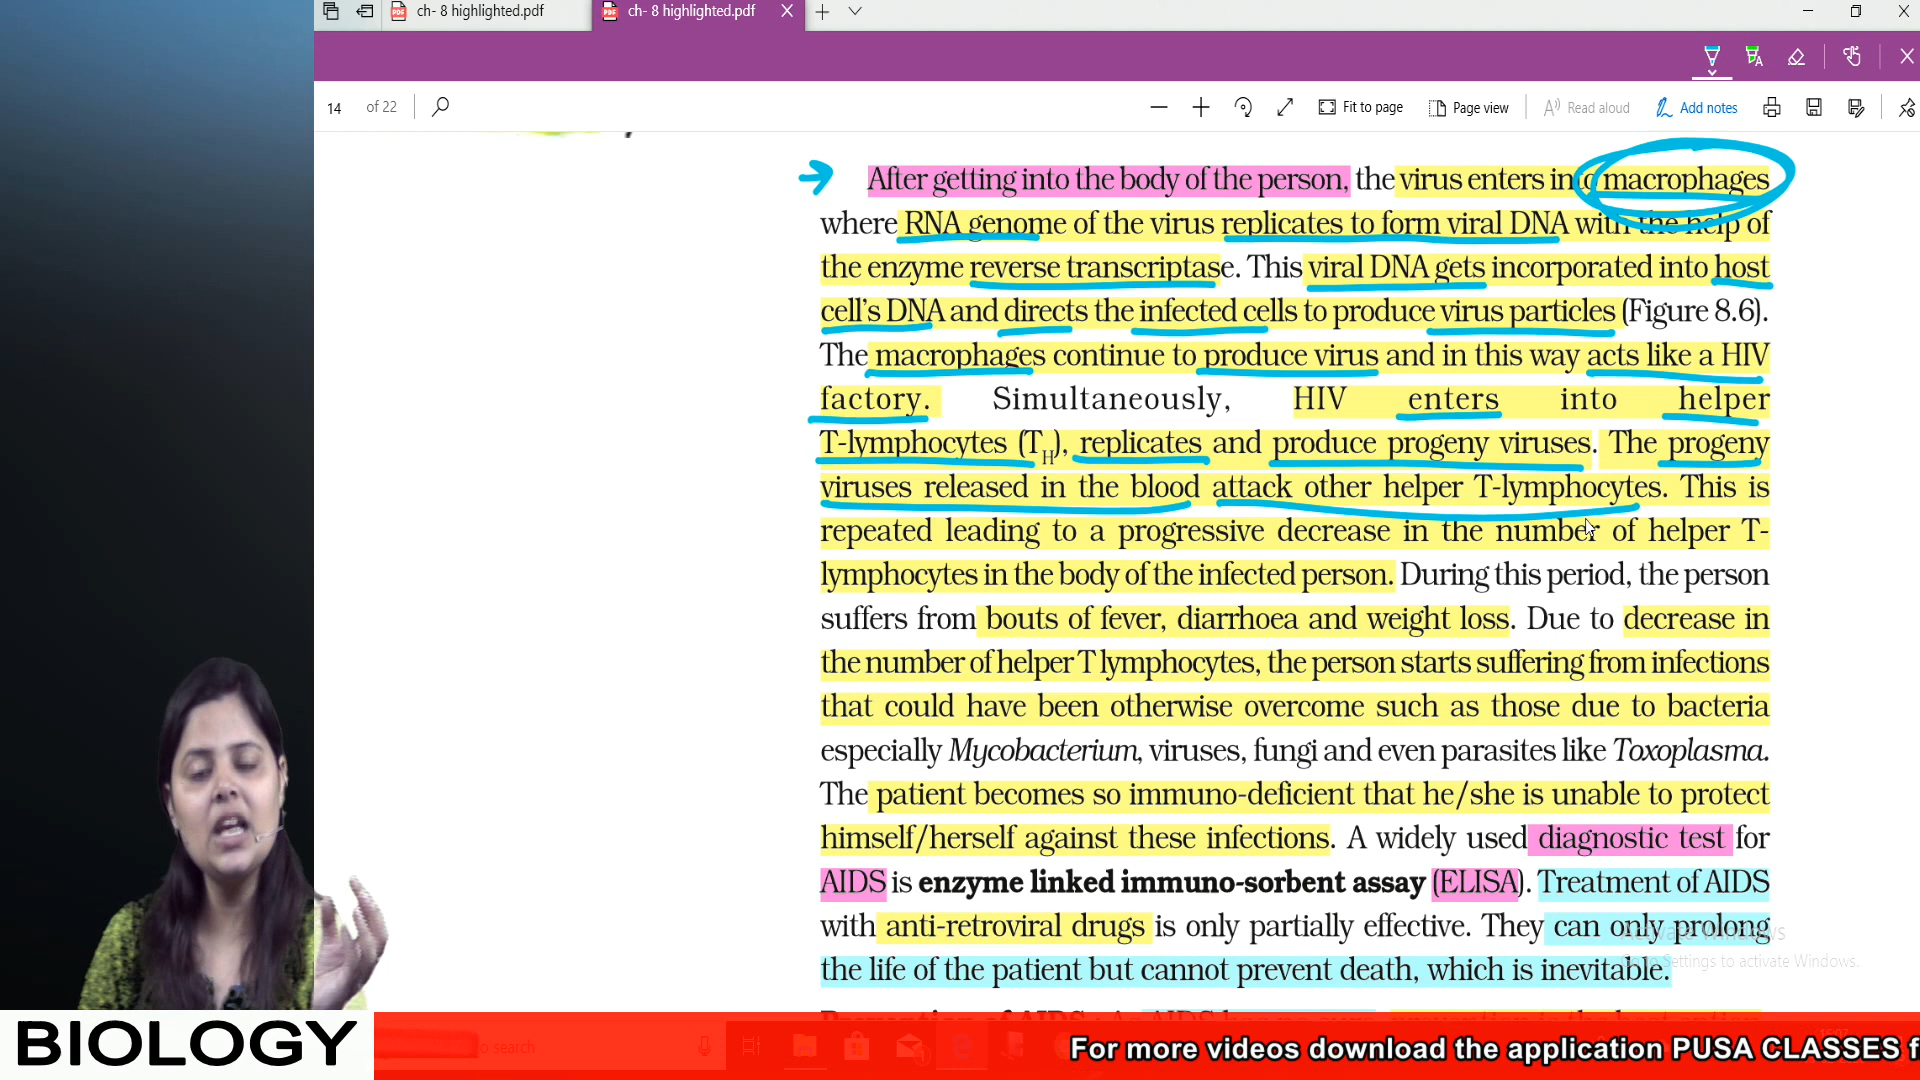 ch- 8 highlighted.pdf
ch- 8 highlighted.pdf
14 of 22
Fit to page
Page view
Read aloud
Add notes
After getting into the body of the person, the virus enters into macrophages
where RNA genome of the virus replicates to form viral DNA with the help of
the enzyme reverse transcriptase. This viral DNA gets incorporated into host
cell's DNA and directs the infected cells to produce virus particles (Figure 8.6).
The macrophages continue to produce virus and in this way acts like a HIV
factory. Simultaneously, HIV enters into helper
T-lymphocytes (TH), replicates and produce progeny viruses. The progeny
viruses released in the blood attack other helper T-lymphocytes. This is
repeated leading to a progressive decrease in the number of helper T-
lymphocytes in the body of the infected person. During this period, the person
suffers from bouts of fever, diarrhoea and weight loss. Due to decrease in
the number of helper T lymphocytes, the person starts suffering from infections
that could have been otherwise overcome such as those due to bacteria
especially Mycobacterium, viruses, fungi and even parasites like Toxoplasma.
The patient becomes so immuno-deficient that he/she is unable to protect
himself/herself against these infections. A widely used diagnostic test for
AIDS is enzyme linked immuno-sorbent assay (ELISA). Treatment of AIDS
with anti-retroviral drugs is only partially effective. They can only prolong
the life of the patient but cannot prevent death, which is inevitable.
Activate Windows
Go to Settings to activate Windows.
to search
BIOLOGY
For more videos download the application PUSA CLASSES f